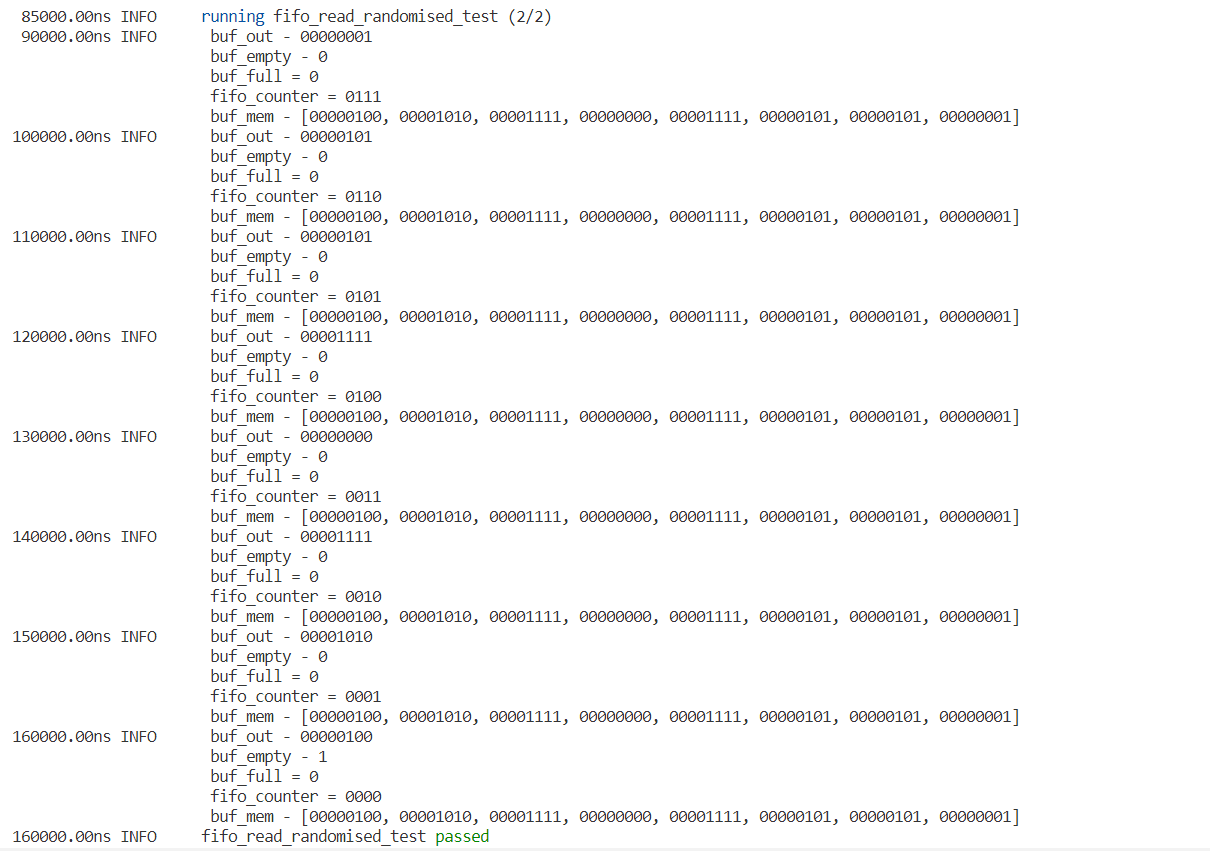 85000.00ns INFO running fifo_read_randomised_test (2/2)
90000.00ns INFO buf_out - 00000001
buf_empty - 0
buf_full = 0
fifo_counter = 0111
buf_mem - [00000100, 00001010, 00001111, 00000000, 00001111, 00000101, 00000101, 00000001]
100000.00ns INFO buf_out - 00000101
buf_empty - 0
buf_full = 0
fifo_counter = 0110
buf_mem - [00000100, 00001010, 00001111, 00000000, 00001111, 00000101, 00000101, 00000001]
110000.00ns INFO buf_out - 00000101
buf_empty - 0
buf_full = 0
fifo_counter = 0101
buf_mem - [00000100, 00001010, 00001111, 00000000, 00001111, 00000101, 00000101, 00000001]
120000.00ns INFO buf_out - 00001111
buf_empty - 0
buf_full = 0
fifo_counter = 0100
buf_mem - [00000100, 00001010, 00001111, 00000000, 00001111, 00000101, 00000101, 00000001]
130000.00ns INFO buf_out - 00000000
buf_empty - 0
buf_full = 0
fifo_counter = 0011
buf_mem - [00000100, 00001010, 00001111, 00000000, 00001111, 00000101, 00000101, 00000001]
140000.00ns INFO buf_out - 00001111
buf_empty - 0
buf_full = 0
fifo_counter = 0010
buf_mem - [00000100, 00001010, 00001111, 00000000, 00001111, 00000101, 00000101, 00000001]
150000.00ns INFO buf_out - 00001010
buf_empty - 0
buf_full = 0
fifo_counter = 0001
buf_mem - [00000100, 00001010, 00001111, 00000000, 00001111, 00000101, 00000101, 00000001]
160000.00ns INFO buf_out - 00000100
buf_empty - 1
buf_full = 0
fifo_counter = 0000
buf_mem - [00000100, 00001010, 00001111, 00000000, 00001111, 00000101, 00000101, 00000001]
160000.00ns INFO fifo_read_randomised_test passed